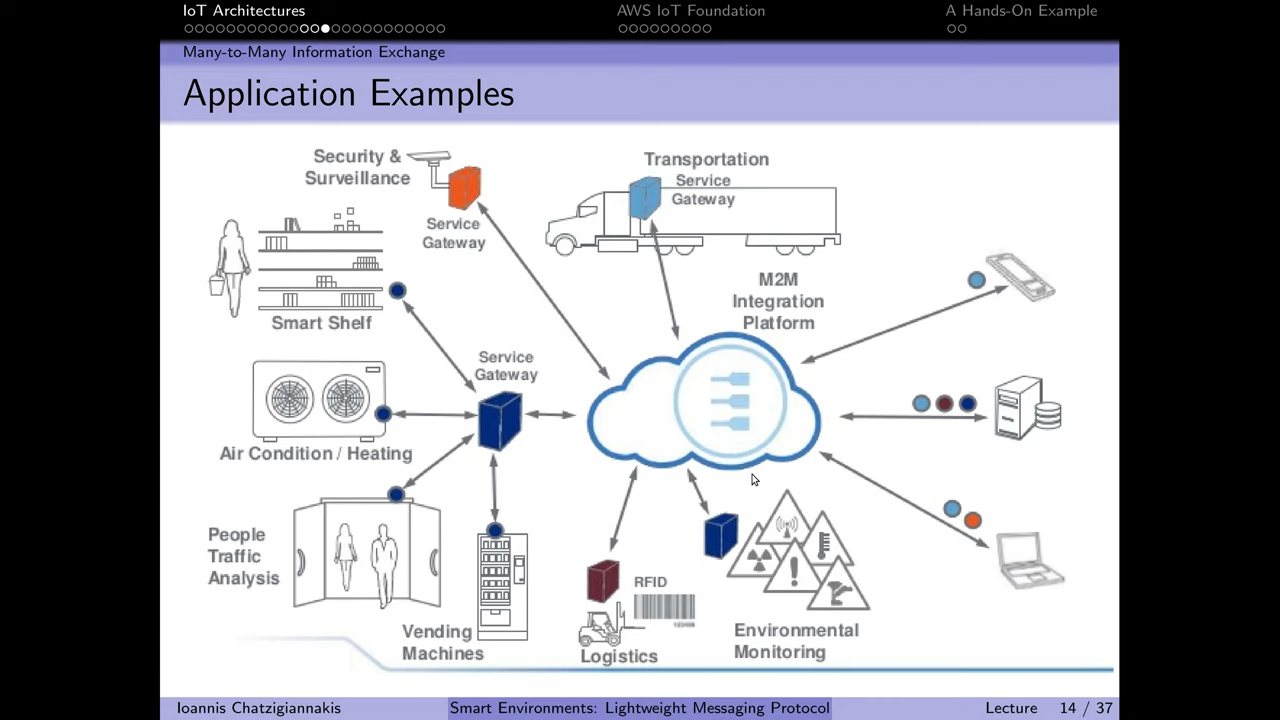 IoT Architectures
AWS IoT Foundation
A Hands-On Example
Many-to-Many Information Exchange
Application Examples
Security &
Surveillance
Service
Gateway
Transportation
Service
Gateway
Smart Shelf
M2M
Integration
Platform
Service
Gateway
Air Condition / Heating
People
Traffic
Analysis
Vending
Machines
RFID
Logistics
Environmental
Monitoring
Ioannis Chatzigiannakis
Smart Environments: Lightweight Messaging Protocol
Lecture 14 / 37